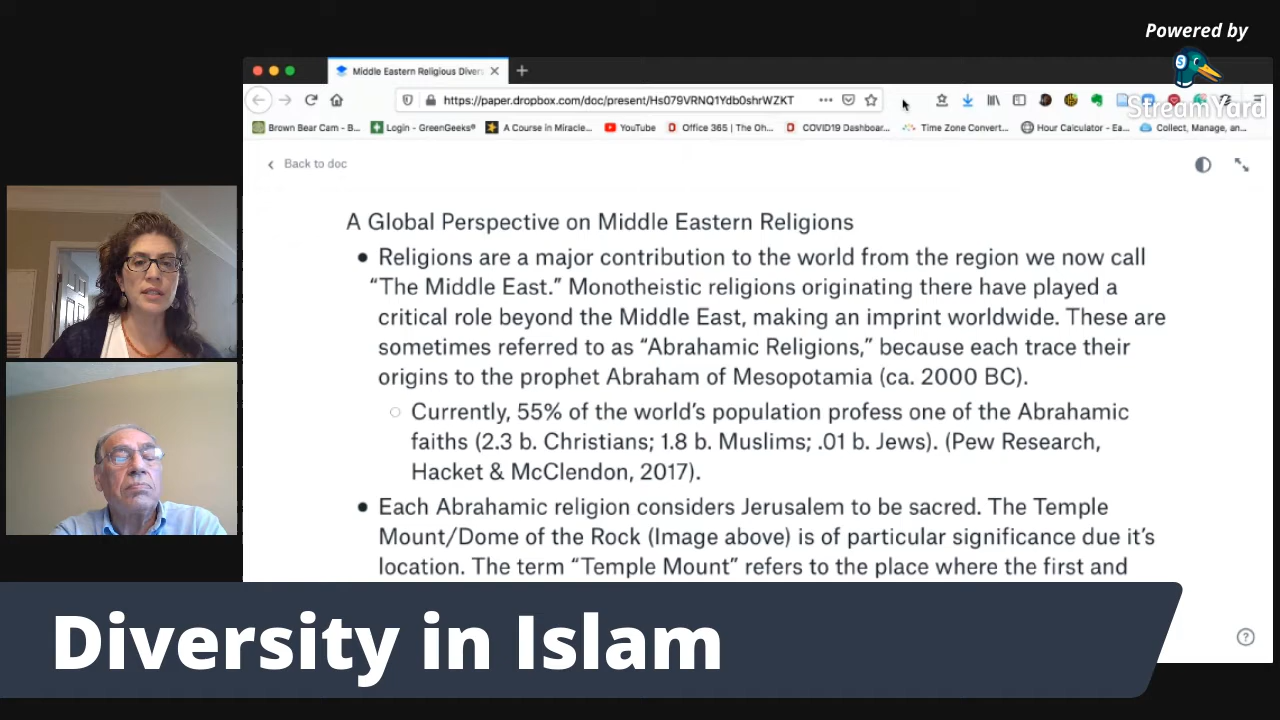 Powered by
StreamYard
Middle Eastern Religious Divers
https://paper.dropbox.com/doc/present/Hs079VRNQ1Ydb0shrWZKT
Brown Bear Cam - B...
Login - GreenGeeks®
A Course in Miracle...
YouTube
Office 365 | The Oh...
COVID19 Dashboar...
Time Zone Convert...
Hour Calculator - Ea...
Collect, Manage, an...
Back to doc
A Global Perspective on Middle Eastern Religions
• Religions are a major contribution to the world from the region we now call
“The Middle East.” Monotheistic religions originating there have played a
critical role beyond the Middle East, making an imprint worldwide. These are
sometimes referred to as “Abrahamic Religions,” because each trace their
origins to the prophet Abraham of Mesopotamia (ca. 2000 BC).
○ Currently, 55% of the world’s population profess one of the Abrahamic
faiths (2.3 b. Christians; 1.8 b. Muslims; .01 b. Jews). (Pew Research,
Hacket & McClendon, 2017).
• Each Abrahamic religion considers Jerusalem to be sacred. The Temple
Mount/Dome of the Rock (Image above) is of particular significance due it’s
location. The term “Temple Mount” refers to the place where the first and
Diversity in Islam